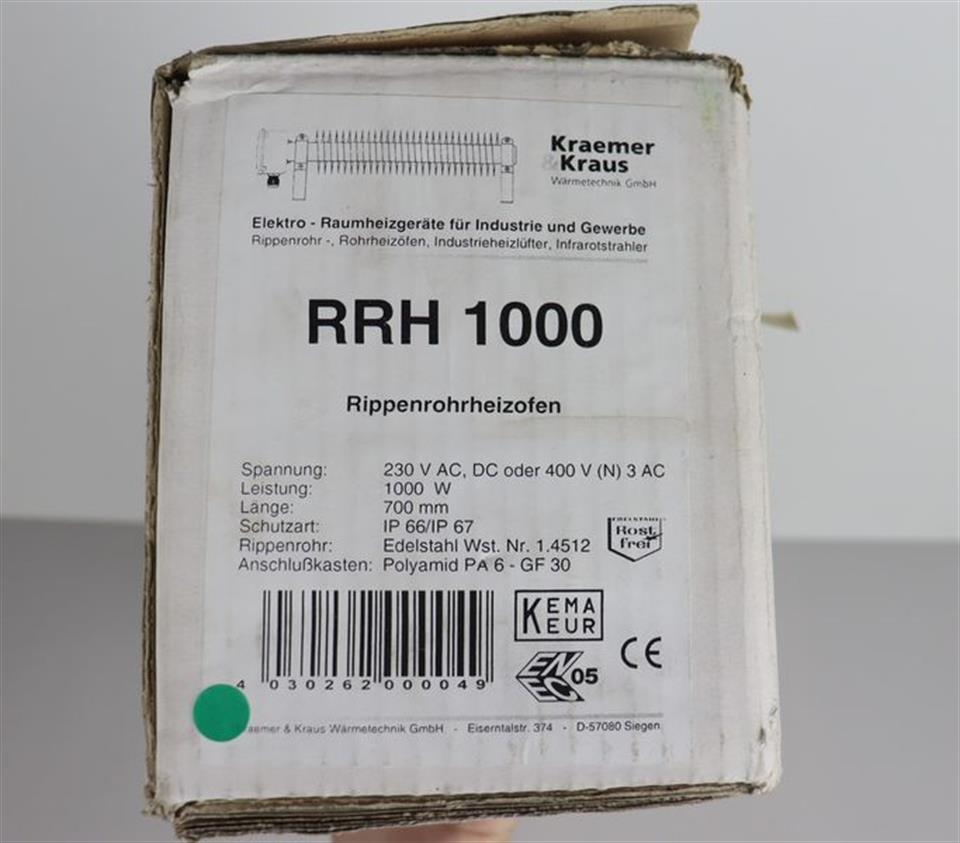 Kraemer
&Kraus
Wärmetechnik GmbH
Elektro - Raumheizgeräte für Industrie und Gewerbe
Rippenrohr -, Rohrheizöfen, Industrieheizlüfter, Infrarotstrahler
RRH 1000
Rippenrohrheizofen
Spannung: 230 V AC, DC oder 400 V (N) 3 AC
Leistung: 1000 W
Länge: 700 mm
Schutzart: IP 66/IP 67
Rippenrohr: Edelstahl Wst. Nr. 1.4512
Anschlußkasten: Polyamid PA 6 - GF 30
EDELSTAHL
Rost
frei
KEMA
KEUR
ENEC 05
CE
4 030262 000049
aemer & Kraus Wärmetechnik GmbH - Eiserntalstr. 374 - D-57080 Siegen